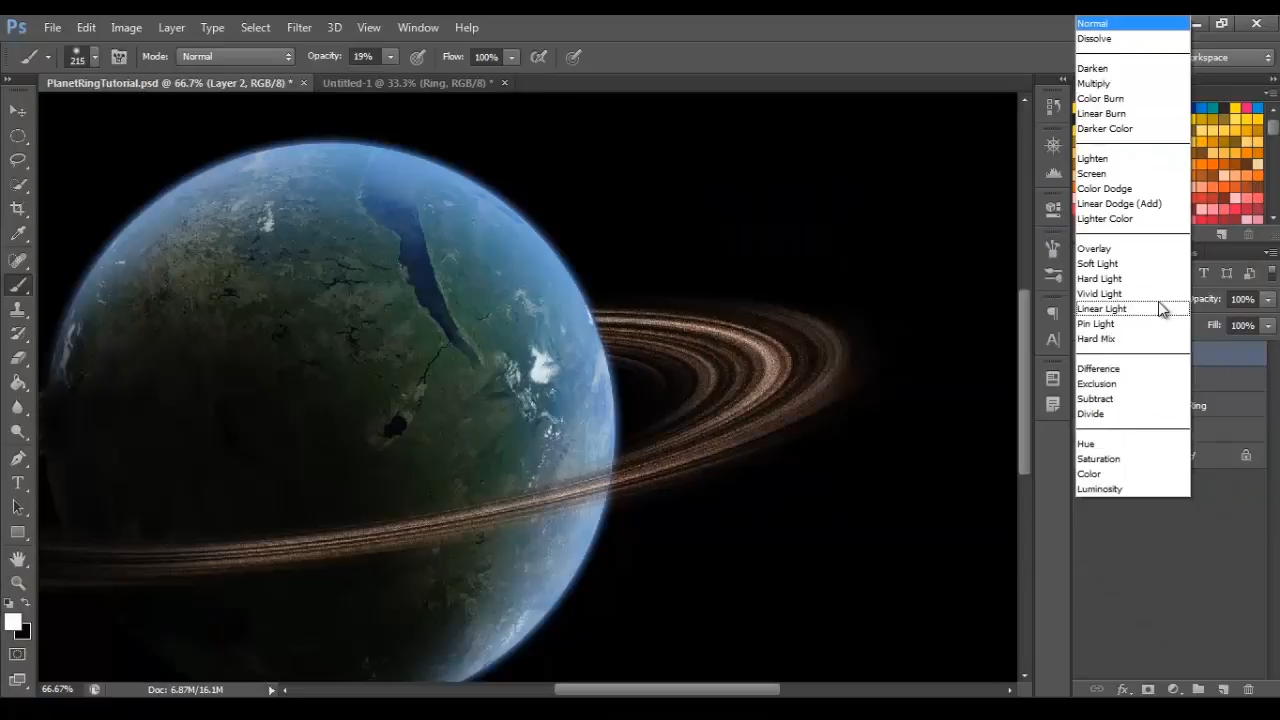 Ps File Edit Image Layer Type Select Filter 3D View Window Help
215 Mode: Normal Opacity: 19% Flow: 100%
PlanetRingTutorial.psd @ 66.7% (Layer 2, RGB/8) * × Untitled-1 @ 33.3% (Ring, RGB/8) * ×
Normal
Dissolve
Darken
Multiply
Color Burn
Linear Burn
Darker Color
Lighten
Screen
Color Dodge
Linear Dodge (Add)
Lighter Color
Overlay
Soft Light
Hard Light
Vivid Light
Linear Light
Pin Light
Hard Mix
Difference
Exclusion
Subtract
Divide
Hue
Saturation
Color
Luminosity
Opacity: 100%
Fill: 100%
66.67% Doc: 6.87M/16.1M